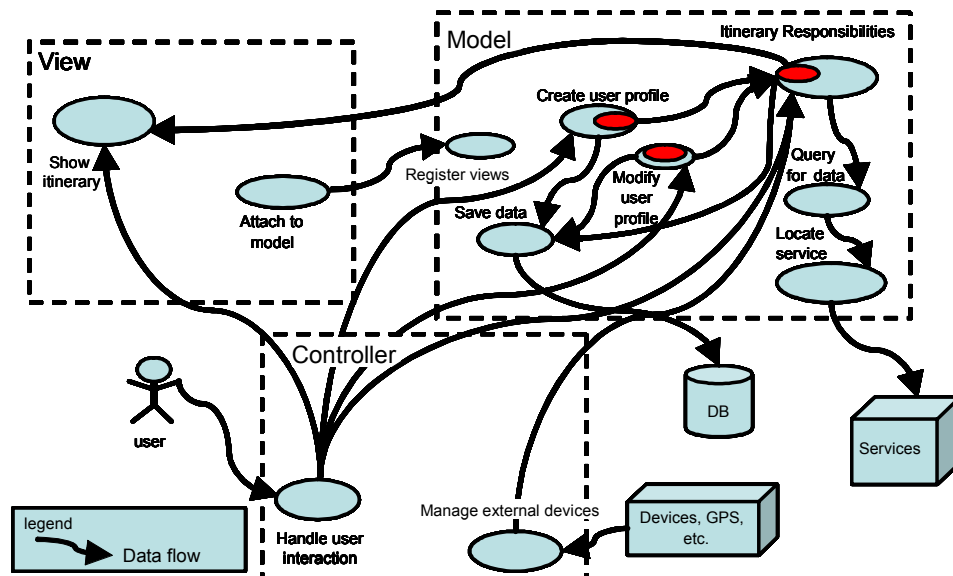 Itinerary Responsibilities
Model
View
Create user profile
Show
itinerary
Register views
Attach to
model
Modify
user
profile
Save data
Query
for data
Locate
service
Controller
user
DB
Services
legend
Data flow
Handle user
interaction
Manage external devices
Devices, GPS,
etc.